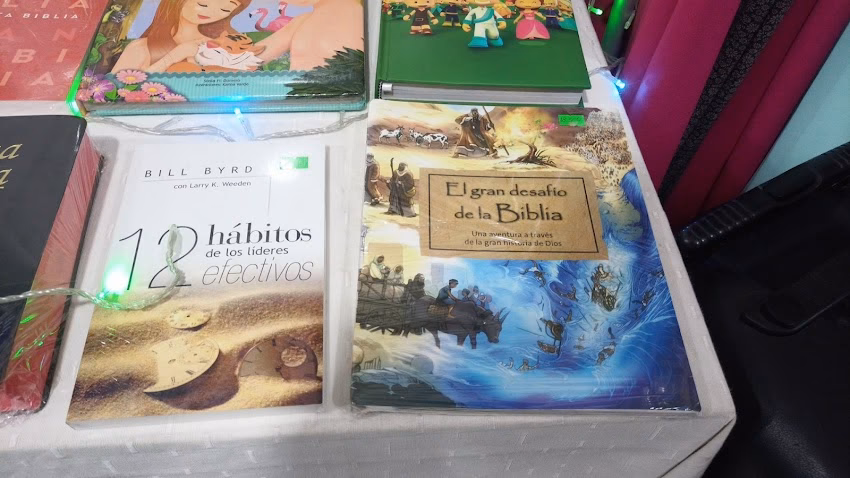 TA BIBLIA
BILL BYRD
con Larry K. Weeden
12 hábitos
de los líderes
efectivos
El gran desafío
de la Biblia
Una aventura a través
de la gran historia de Dios